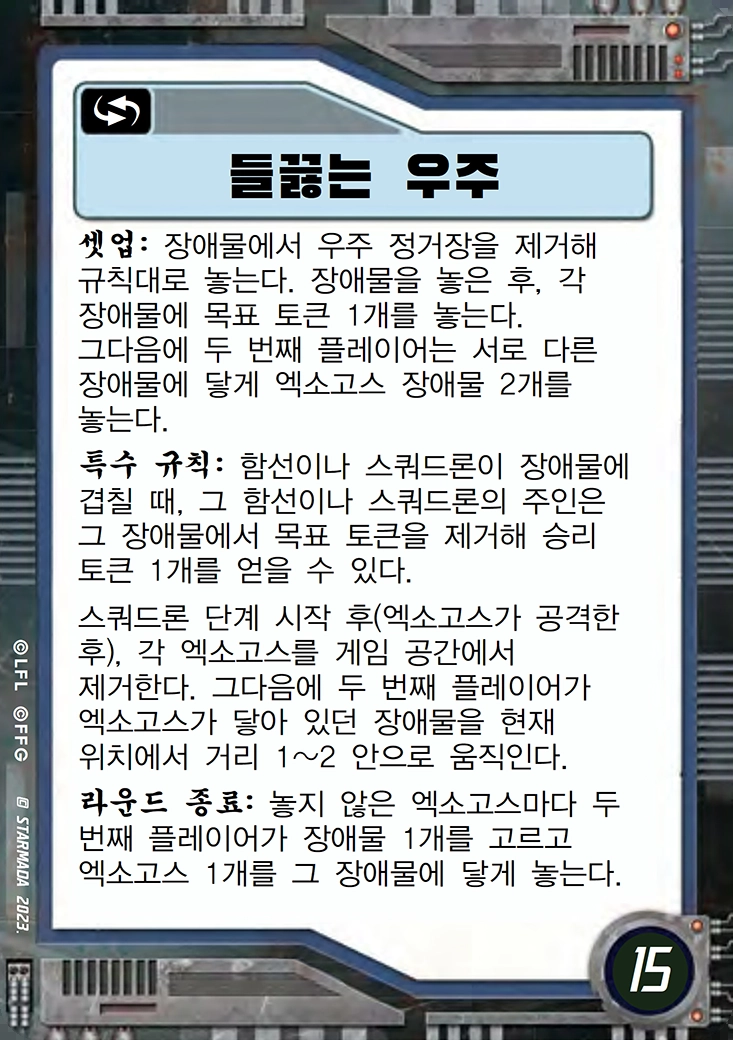 들끓는 우주
셋업: 장애물에서 우주 정거장을 제거해
규칙대로 놓는다. 장애물을 놓은 후, 각
장애물에 목표 토큰 1개를 놓는다.
그다음에 두 번째 플레이어는 서로 다른
장애물에 닿게 엑소고스 장애물 2개를
놓는다.
특수 규칙: 함선이나 스쿼드론이 장애물에
겹칠 때, 그 함선이나 스쿼드론의 주인은
그 장애물에서 목표 토큰을 제거해 승리
토큰 1개를 얻을 수 있다.
스쿼드론 단계 시작 후(엑소고스가 공격한
후), 각 엑소고스를 게임 공간에서
제거한다. 그다음에 두 번째 플레이어가
엑소고스가 닿아 있던 장애물을 현재
위치에서 거리 1~2 안으로 움직인다.
라운드 종료: 놓지 않은 엑소고스마다 두
번째 플레이어가 장애물 1개를 고르고
엑소고스 1개를 그 장애물에 닿게 놓는다.
©LFL ©FFG
STARMADA 2023.
15